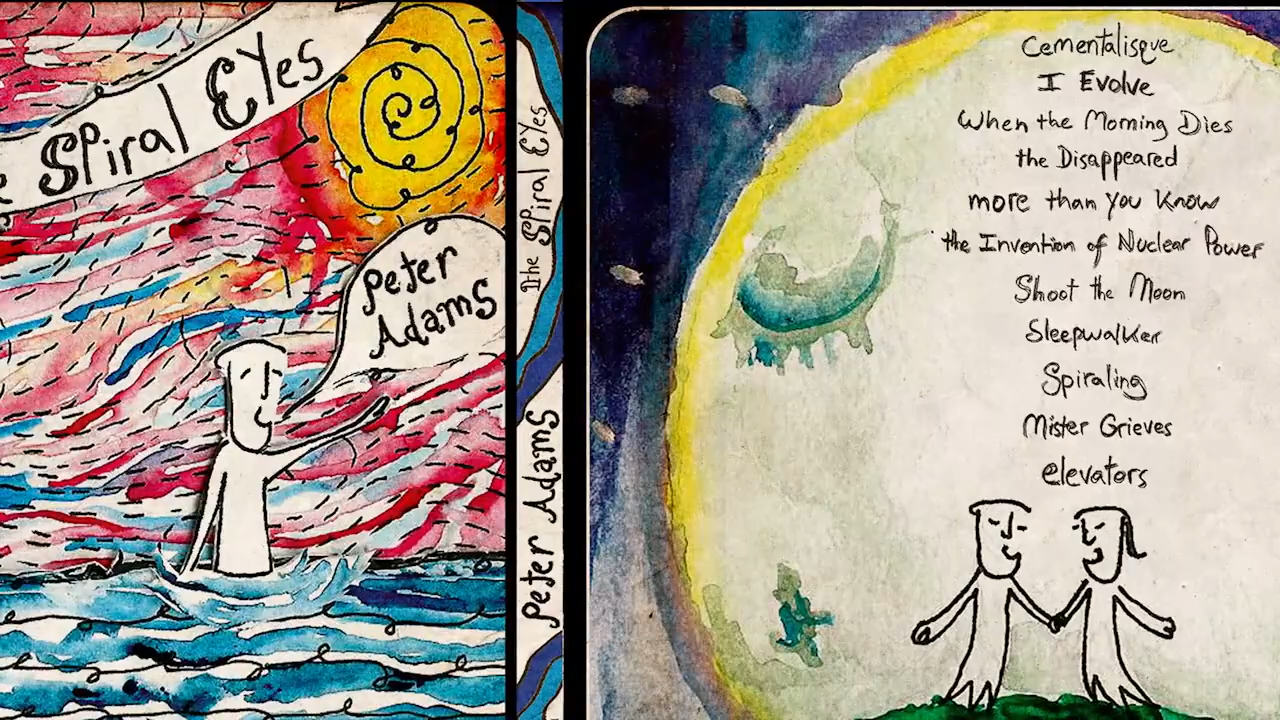 Spiral EYes
Peter
Adams
the Spiral EYes
Peter Adams
Cementalisque
I Evolve
When the Morning Dies
the Disappeared
more than you Know
the Invention of Nuclear Power
Shoot the Moon
Sleepwalker
Spiraling
Mister Grieves
elevators